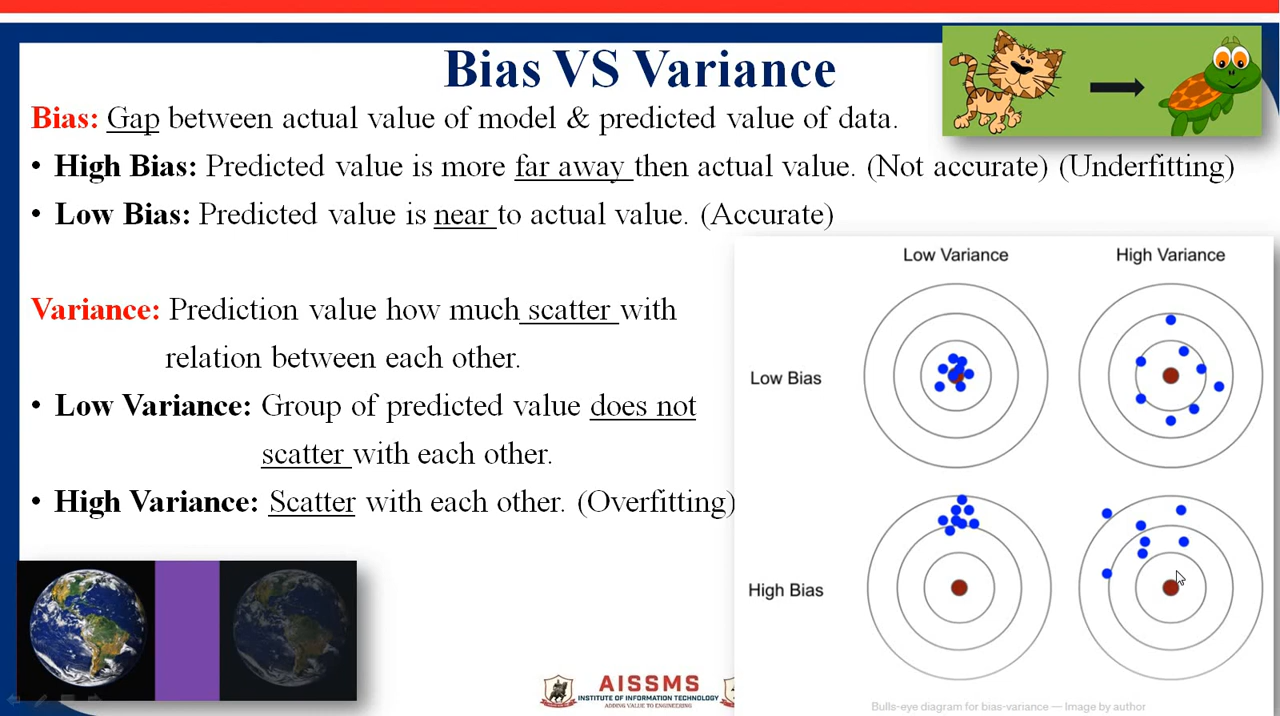 Bias VS Variance
Bias: Gap between actual value of model & predicted value of data.
• High Bias: Predicted value is more far away then actual value. (Not accurate) (Underfitting)
• Low Bias: Predicted value is near to actual value. (Accurate)
Variance: Prediction value how much scatter with
relation between each other.
• Low Variance: Group of predicted value does not
scatter with each other.
• High Variance: Scatter with each other. (Overfitting)
Low Variance
High Variance
Low Bias
High Bias
Bulls-eye diagram for bias-variance — Image by author
AISSMS
INSTITUTE OF INFORMATION TECHNOLOGY
ADDING VALUE TO ENGINEERING